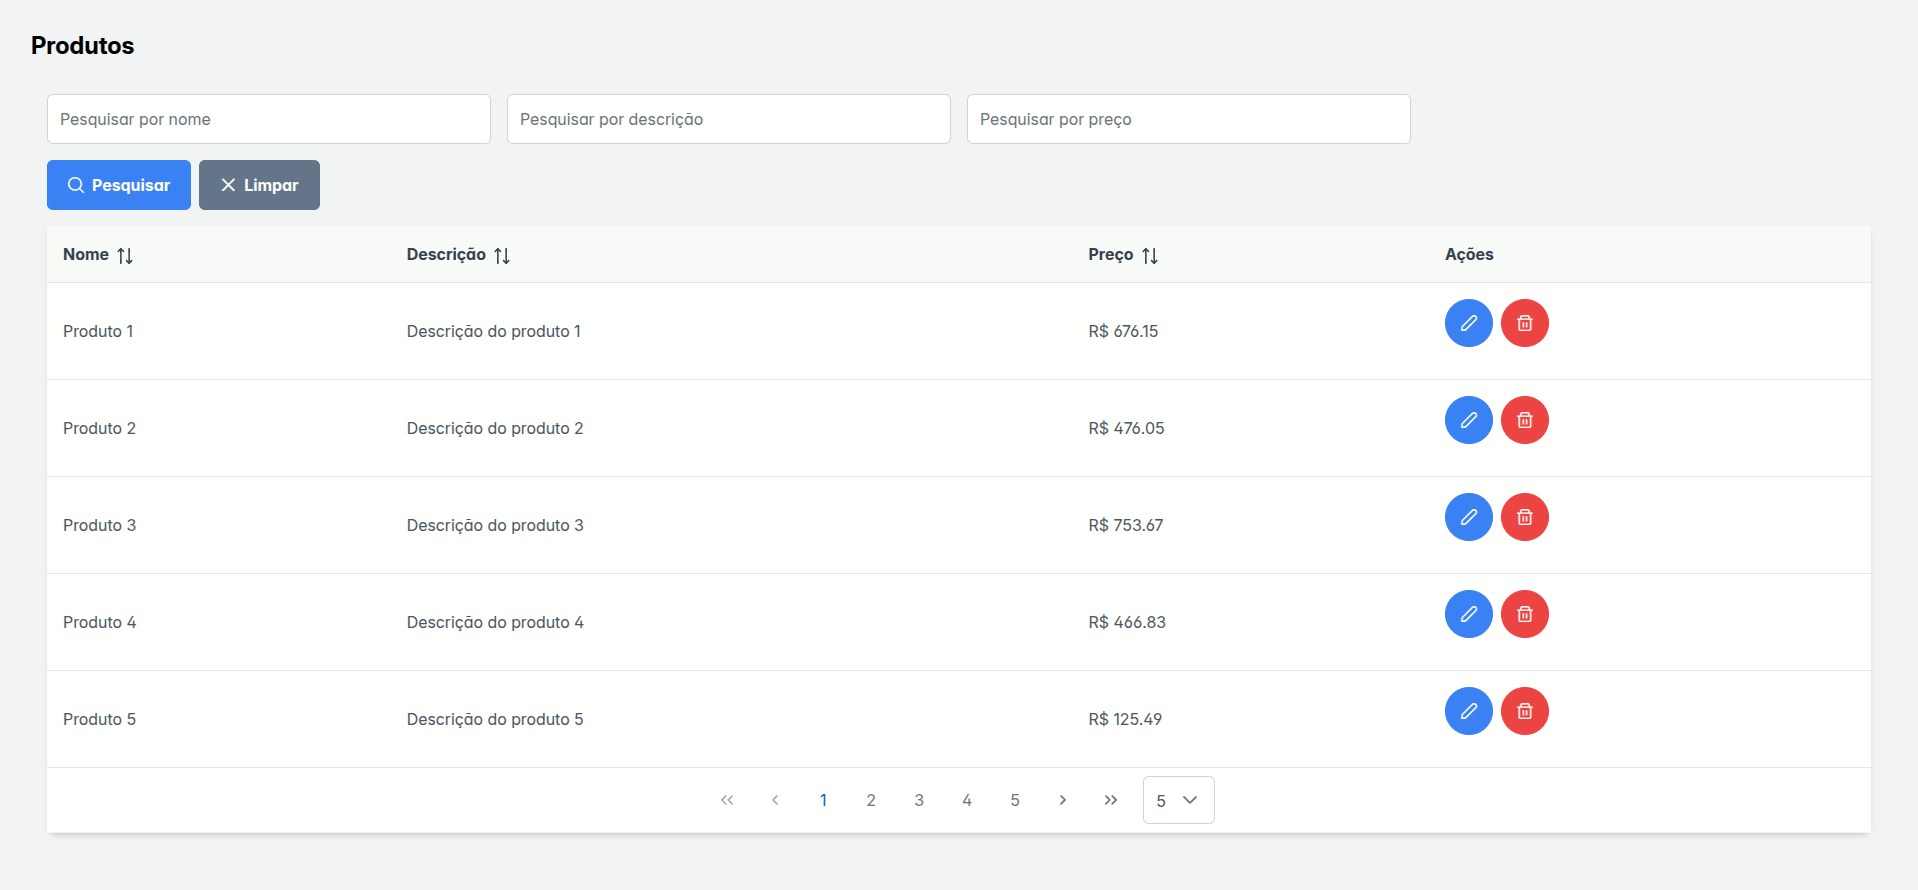 Produtos
Pesquisar por nome Pesquisar por descrição Pesquisar por preço
Pesquisar Limpar
Nome Descrição Preço Ações
Produto 1 Descrição do produto 1 R$ 676.15
Produto 2 Descrição do produto 2 R$ 476.05
Produto 3 Descrição do produto 3 R$ 753.67
Produto 4 Descrição do produto 4 R$ 466.83
Produto 5 Descrição do produto 5 R$ 125.49
« ‹ 1 2 3 4 5 › » 5